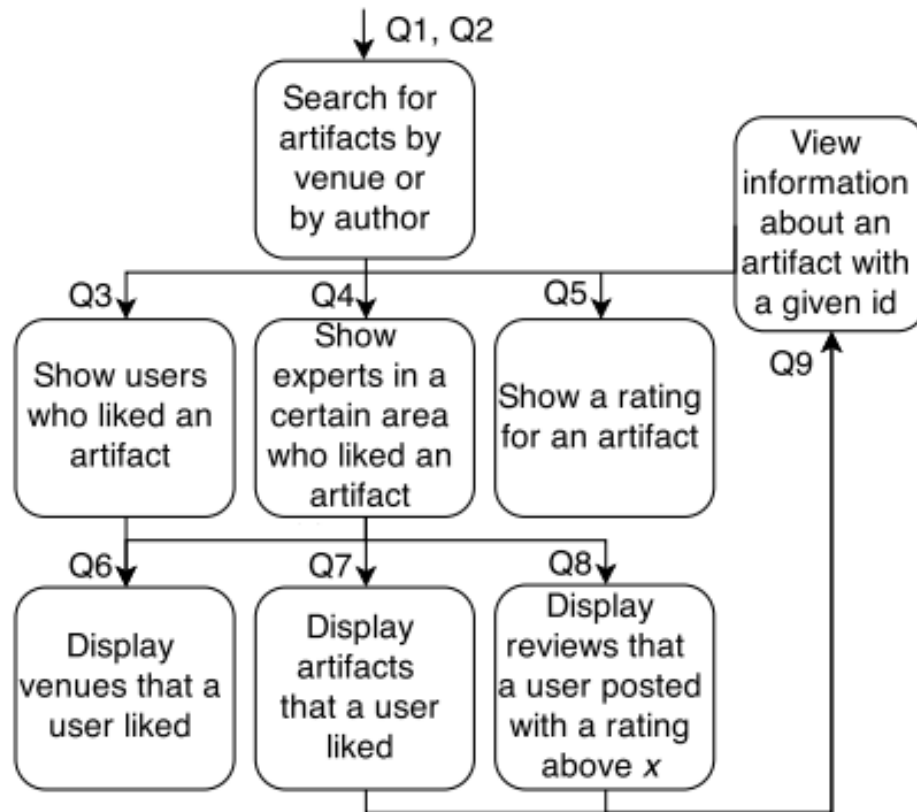 Q1, Q2
Search for
artifacts by
venue or
by author
View
information
about an
artifact with
a given id
Q3
Q4
Q5
Q9
Show users
who liked an
artifact
Show
experts in a
certain area
who liked an
artifact
Show a rating
for an artifact
Q6
Q7
Q8
Display
venues that a
user liked
Display
artifacts
that a user
liked
Display
reviews that
a user posted
with a rating
above x